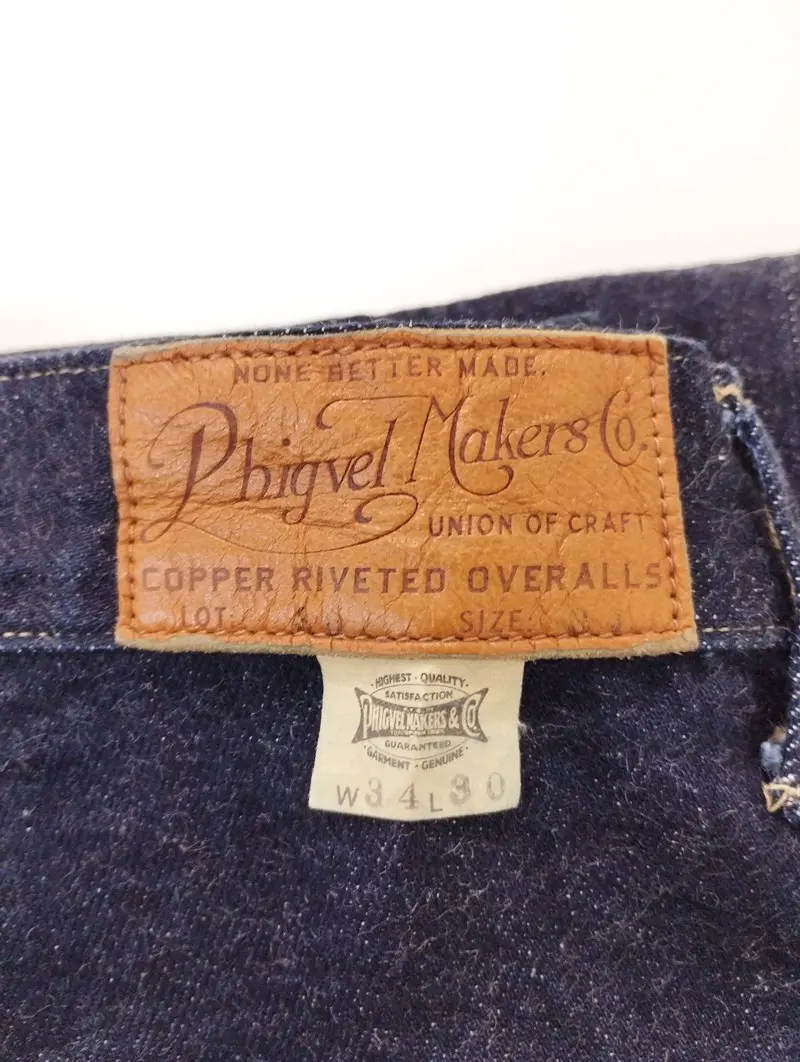 NONE BETTER MADE.
Phigvel Makers Co.
UNION OF CRAFT
COPPER RIVETED OVERALLS
LOT. SIZE.
HIGHEST · QUALITY
SATISFACTION
PHIGVEL MAKERS & Co
GUARANTEED
GARMENT · GENUINE
W34L30